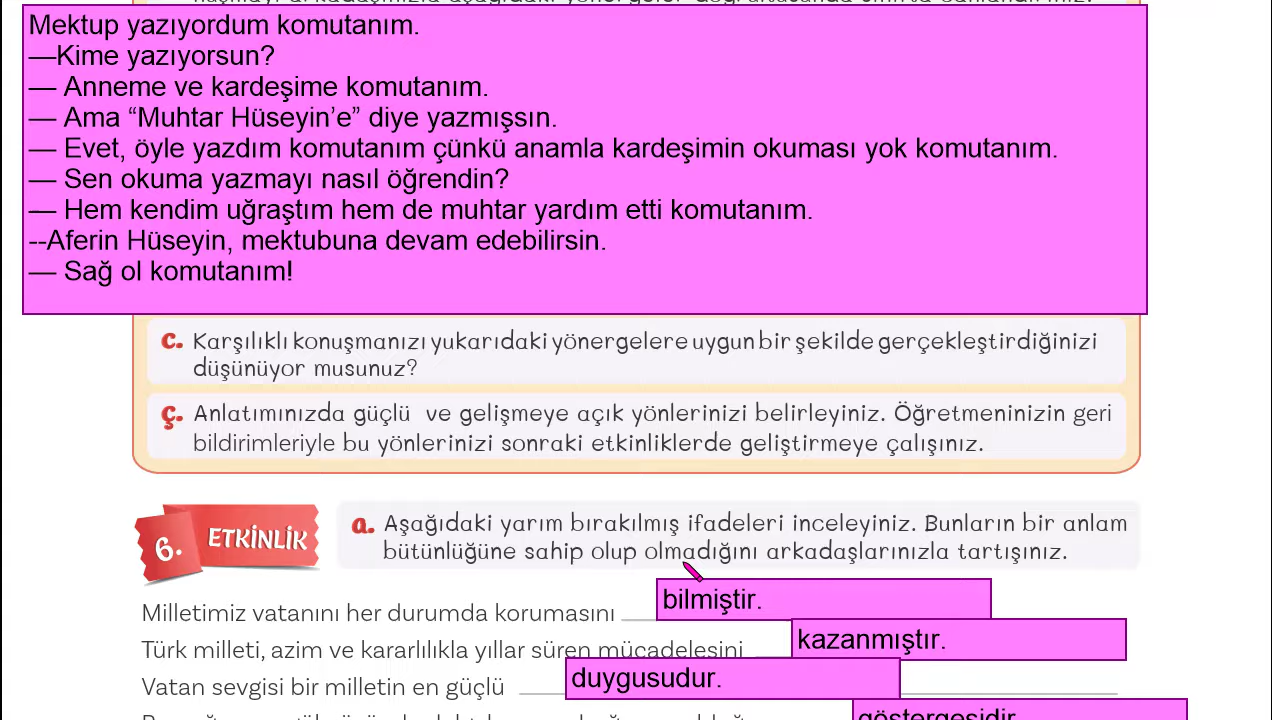 Mektup yazıyordum komutanım.
—Kime yazıyorsun?
— Anneme ve kardeşime komutanım.
— Ama “Muhtar Hüseyin’e” diye yazmışsın.
— Evet, öyle yazdım komutanım çünkü anamla kardeşimin okuması yok komutanım.
— Sen okuma yazmayı nasıl öğrendin?
— Hem kendim uğraştım hem de muhtar yardım etti komutanım.
--Aferin Hüseyin, mektubuna devam edebilirsin.
— Sağ ol komutanım!
c. Karşılıklı konuşmanızı yukarıdaki yönergelere uygun bir şekilde gerçekleştirdiğinizi
düşünüyor musunuz?
ç. Anlatımınızda güçlü ve gelişmeye açık yönlerinizi belirleyiniz. Öğretmeninizin geri
bildirimleriyle bu yönlerinizi sonraki etkinliklerde geliştirmeye çalışınız.
6. ETKİNLİK
a. Aşağıdaki yarım bırakılmış ifadeleri inceleyiniz. Bunların bir anlam
bütünlüğüne sahip olup olmadığını arkadaşlarınızla tartışınız.
Milletimiz vatanını her durumda korumasını bilmiştir.
Türk milleti, azim ve kararlılıkla yıllar süren mücadelesini kazanmıştır.
Vatan sevgisi bir milletin en güçlü duygusudur.
göstergesidir